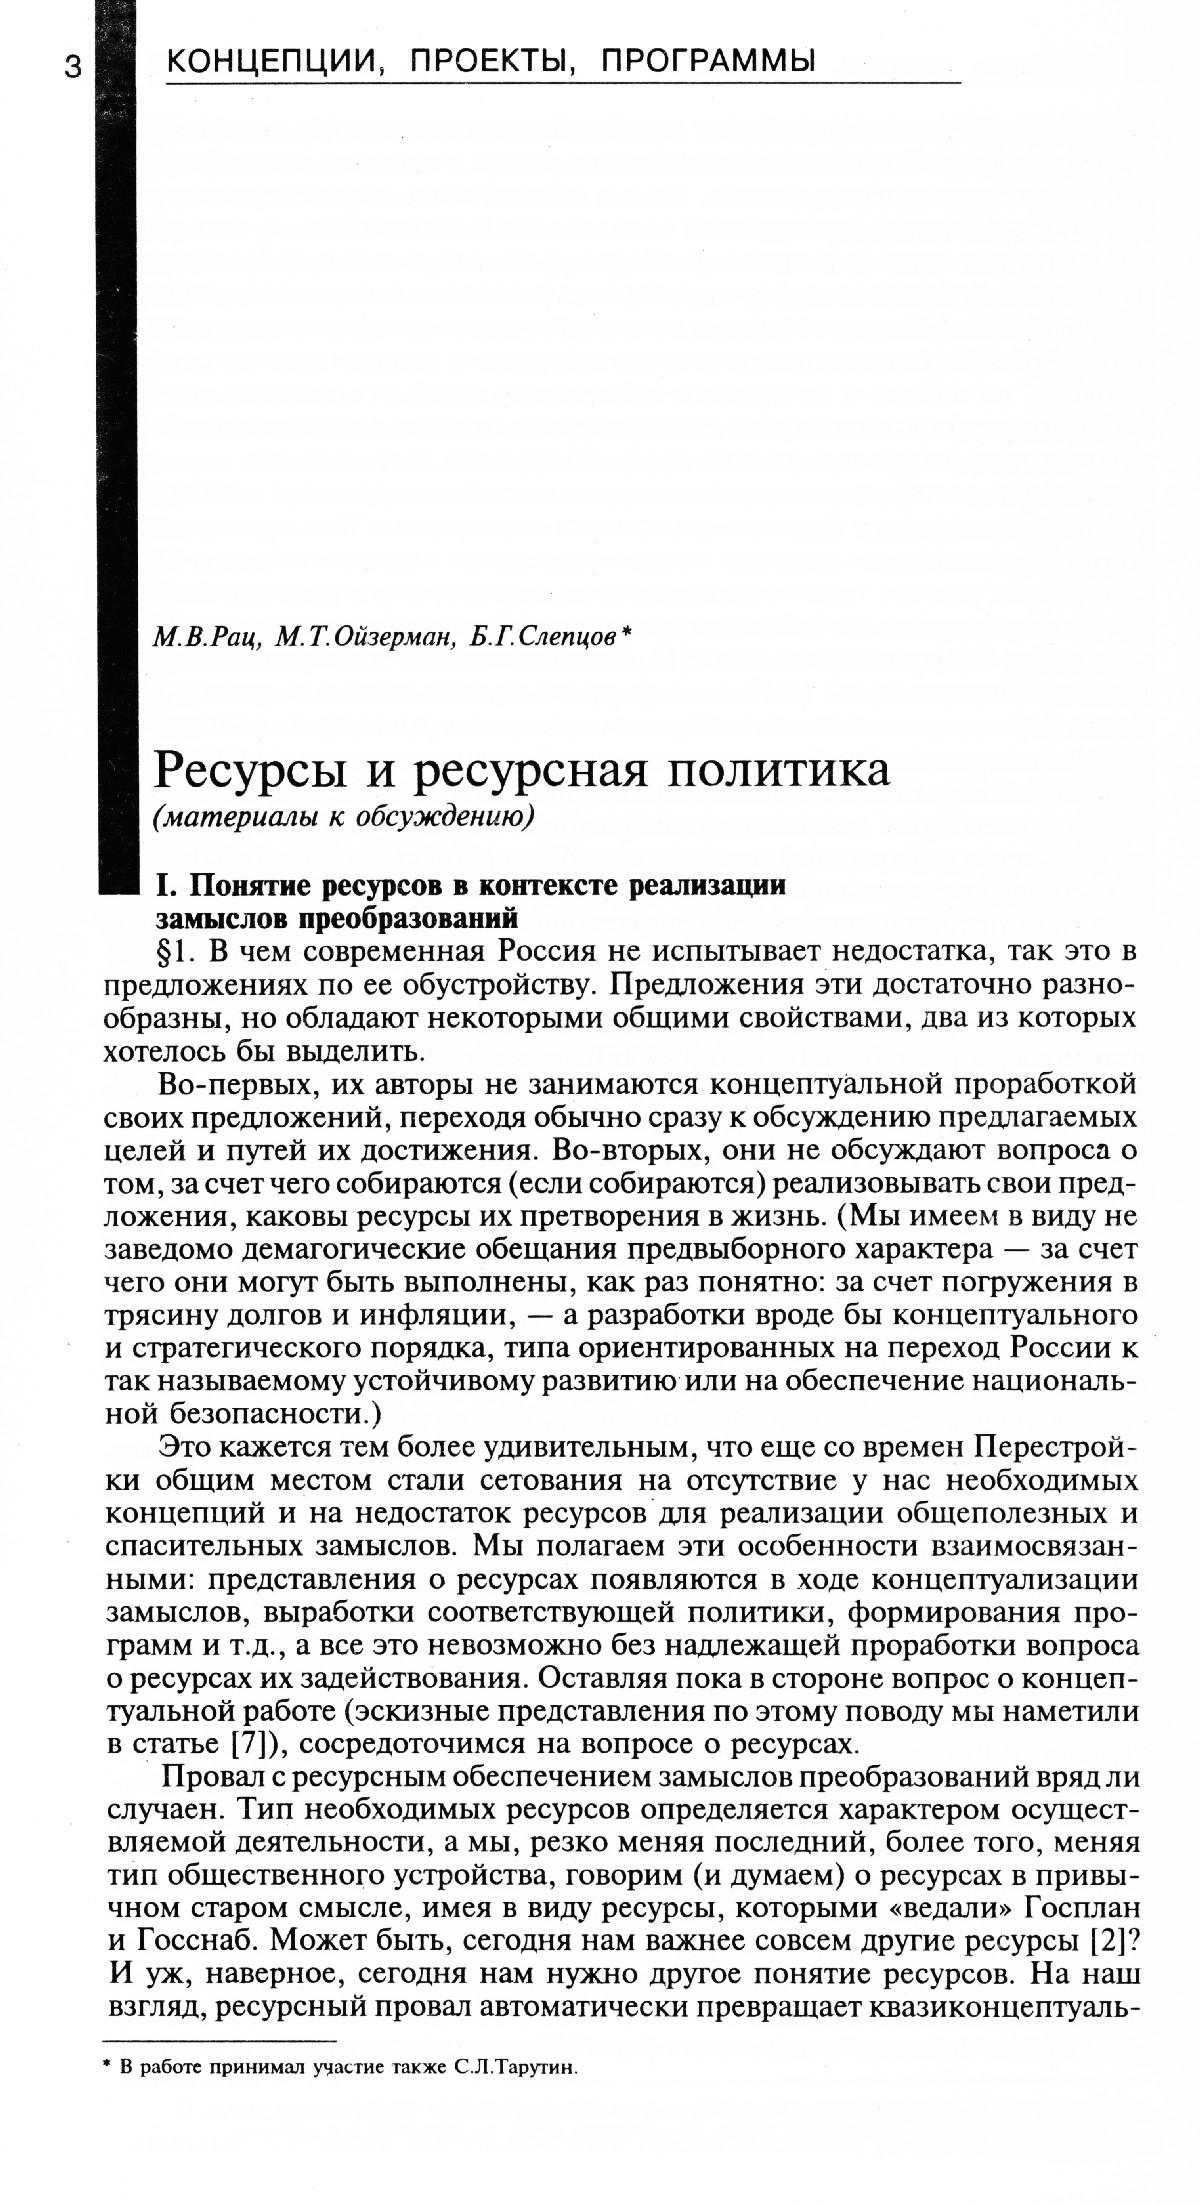 3
КОНЦЕПЦИИ, ПРОЕКТЫ, ПРОГРАММЫ
М.В.Рац, М.Т.Ойзерман, Б.Г.Слепцов*
Ресурсы и ресурсная политика
(материалы к обсуждению)
I. Понятие ресурсов в контексте реализации
замыслов преобразований
§1. В чем современная Россия не испытывает недостатка, так это в
предложениях по ее обустройству. Предложения эти достаточно разно-
образны, но обладают некоторыми общими свойствами, два из которых
хотелось бы выделить.
Во-первых, их авторы не занимаются концептуальной проработкой
своих предложений, переходя обычно сразу к обсуждению предлагаемых
целей и путей их достижения. Во-вторых, они не обсуждают вопроса о
том, за счет чего собираются (если собираются) реализовывать свои пред-
ложения, каковы ресурсы их претворения в жизнь. (Мы имеем в виду не
заведомо демагогические обещания предвыборного характера — за счет
чего они могут быть выполнены, как раз понятно: за счет погружения в
трясину долгов и инфляции, — а разработки вроде бы концептуального
и стратегического порядка, типа ориентированных на переход России к
так называемому устойчивому развитию или на обеспечение националь-
ной безопасности.)
Это кажется тем более удивительным, что еще со времен Перестрой-
ки общим местом стали сетования на отсутствие у нас необходимых
концепций и на недостаток ресурсов для реализации общеполезных и
спасительных замыслов. Мы полагаем эти особенности взаимосвязан-
ными: представления о ресурсах появляются в ходе концептуализации
замыслов, выработки соответствующей политики, формирования про-
грамм и т.д., а все это невозможно без надлежащей проработки вопроса
о ресурсах их задействования. Оставляя пока в стороне вопрос о концеп-
туальной работе (эскизные представления по этому поводу мы наметили
в статье [7]), сосредоточимся на вопросе о ресурсах.
Провал с ресурсным обеспечением замыслов преобразований вряд ли
случаен. Тип необходимых ресурсов определяется характером осущест-
вляемой деятельности, а мы, резко меняя последний, более того, меняя
тип общественного устройства, говорим (и думаем) о ресурсах в привы-
чном старом смысле, имея в виду ресурсы, которыми «ведали» Госплан
и Госснаб. Может быть, сегодня нам важнее совсем другие ресурсы [2]?
И уж, наверное, сегодня нам нужно другое понятие ресурсов. На наш
взгляд, ресурсный провал автоматически превращает квазиконцептуаль-
* В работе принимал участие также С.Л.Тарутин.